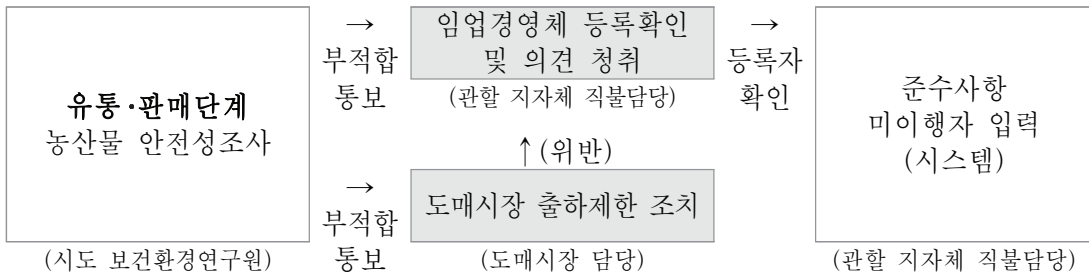 유통·판매단계
농산물 안전성조사
(시도 보건환경연구원)
→
부적합
통보
→
부적합
통보
임업경영체 등록확인
및 의견 청취
(관할 지자체 직불담당)
↑(위반)
도매시장 출하제한 조치
(도매시장 담당)
→
등록자
확인
준수사항
미이행자 입력
(시스템)
(관할 지자체 직불담당)